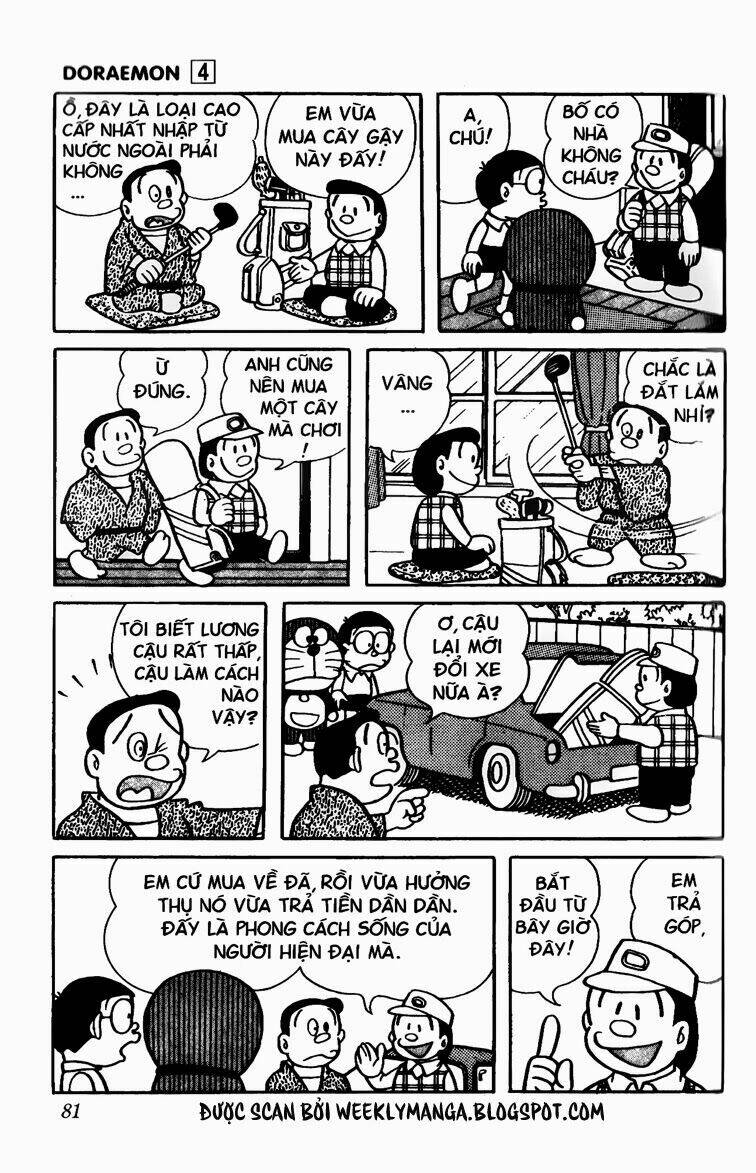 DORAEMON 4
A,
CHÚ!
BỐ CÓ
NHÀ
KHÔNG
CHÁU?
EM VỪA
MUA CÂY GẬY
NÀY ĐẤY!
Ồ, ĐÂY LÀ LOẠI CAO
CẤP NHẤT NHẬP TỪ
NƯỚC NGOÀI PHẢI
KHÔNG
...
CHẮC LÀ
ĐẮT LẮM
NHỈ?
VÂNG
...
ANH CŨNG
NÊN MUA
MỘT CÂY
MÀ CHƠI
!
Ừ
ĐÚNG.
Ơ, CẬU
LẠI MỚI
ĐỔI XE
NỮA À?
TÔI BIẾT LƯƠNG
CẬU RẤT THẤP,
CẬU LÀM CÁCH
NÀO
VẬY?
EM
TRẢ
GÓP,
BẮT
ĐẦU TỪ
BÂY GIỜ
ĐÂY!
EM CỨ MUA VỀ ĐÃ, RỒI VỪA HƯỞNG
THỤ NÓ VỪA TRẢ TIỀN DẦN DẦN.
ĐẤY LÀ PHONG CÁCH SỐNG CỦA
NGƯỜI HIỆN ĐẠI MÀ.
81
ĐƯỢC SCAN BỞI WEEKLYMANGA.BLOGSPOT.COM